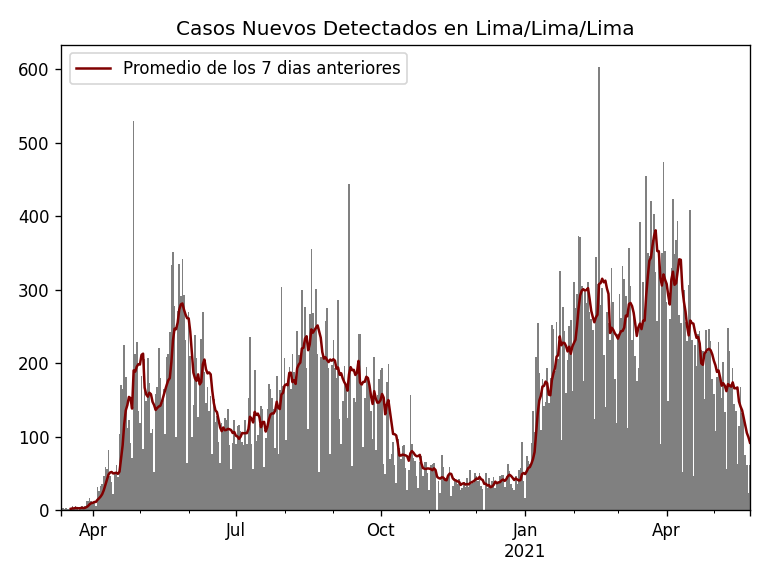 Casos Nuevos Detectados en Lima/Lima/Lima
Promedio de los 7 dias anteriores
600
500
400
300
200
100
0
Apr
Jul
Oct
Jan
2021
Apr